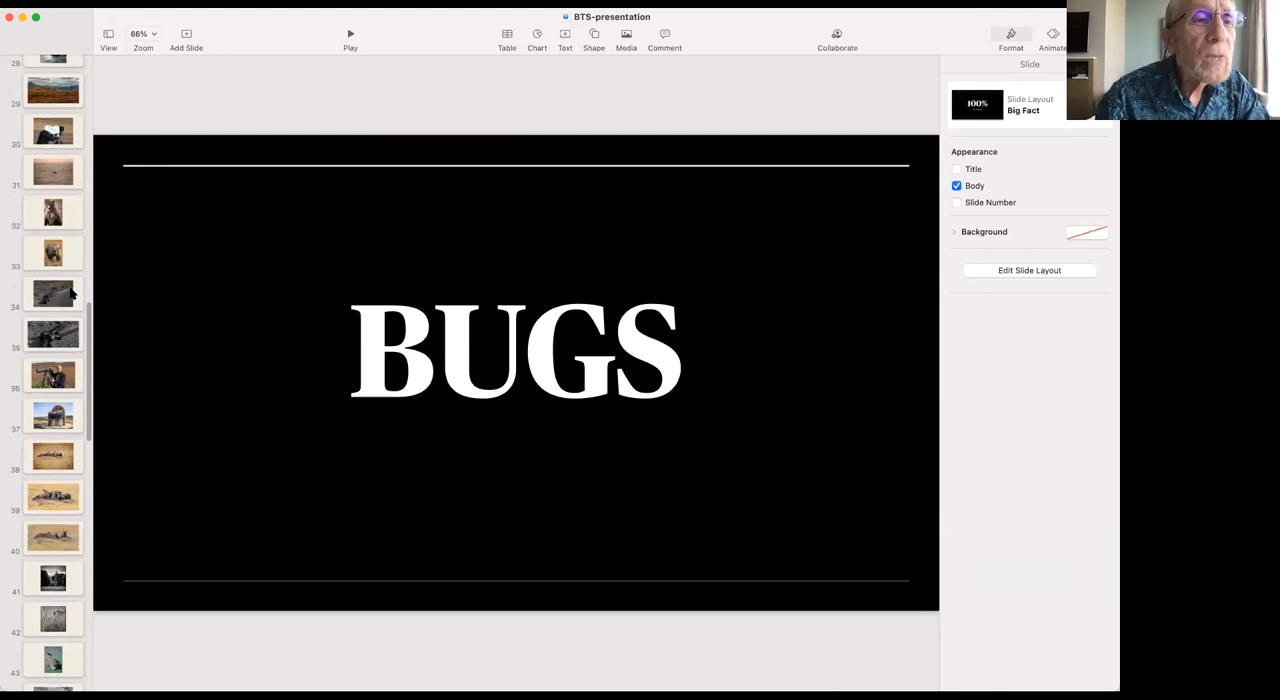 BTS-presentation
View
66%
Zoom
Add Slide
Play
Table
Chart
Text
Shape
Media
Comment
Collaborate
Format
Animate
Slide
100%
Slide Layout
Big Fact
Appearance
Title
Body
Slide Number
Background
Edit Slide Layout
BUGS
28
29
30
31
32
33
34
35
36
37
38
39
40
41
42
43